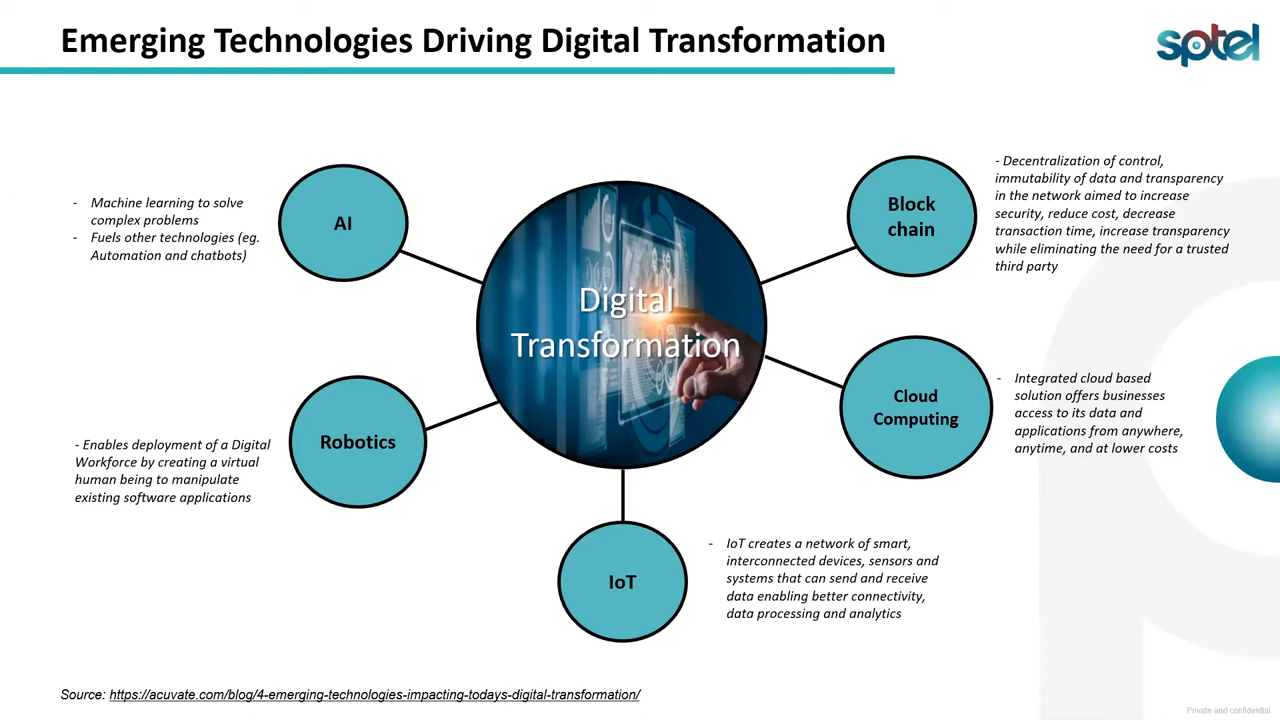 Emerging Technologies Driving Digital Transformation
sptel
- Machine learning to solve
complex problems
- Fuels other technologies (eg.
Automation and chatbots)
AI
Digital
Transformation
Block
chain
- Decentralization of control,
immutability of data and transparency
in the network aimed to increase
security, reduce cost, decrease
transaction time, increase transparency
while eliminating the need for a trusted
third party
- Enables deployment of a Digital
Workforce by creating a virtual
human being to manipulate
existing software applications
Robotics
Cloud
Computing
- Integrated cloud based
solution offers businesses
access to its data and
applications from anywhere,
anytime, and at lower costs
IoT
- IoT creates a network of smart,
interconnected devices, sensors and
systems that can send and receive
data enabling better connectivity,
data processing and analytics
Source: https://acuvate.com/blog/4-emerging-technologies-impacting-todays-digital-transformation/
Private and confidential